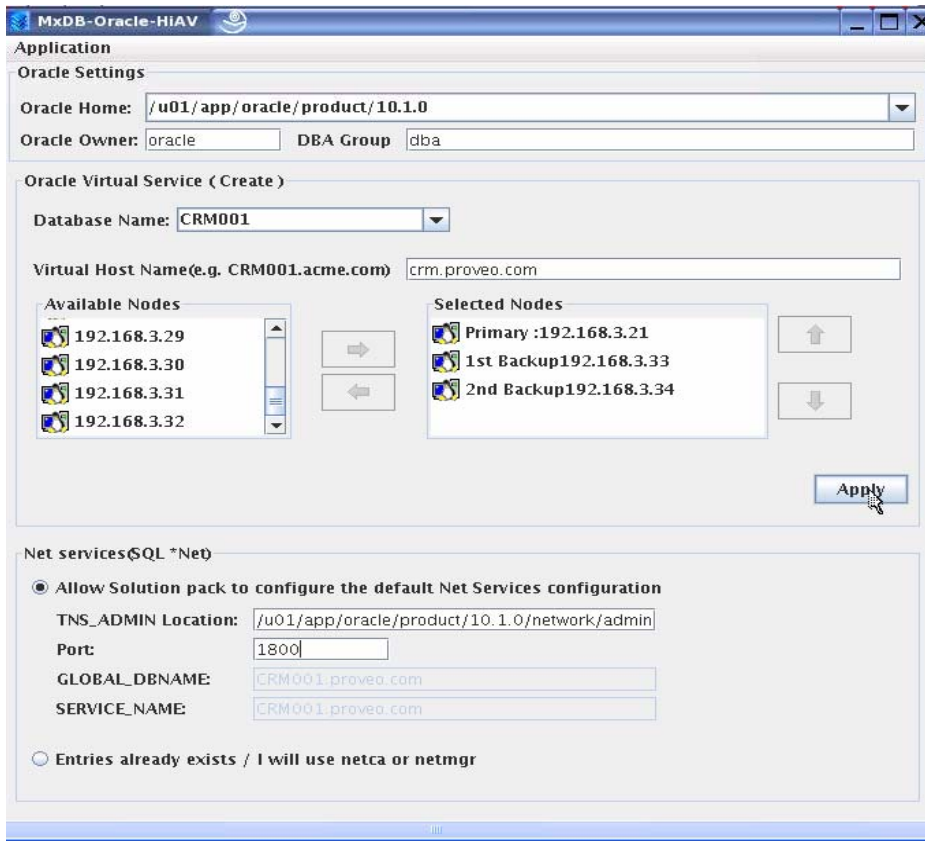 MxDB-Oracle-HiAV
Application
Oracle Settings
Oracle Home: /u01/app/oracle/product/10.1.0
Oracle Owner: oracle DBA Group dba
Oracle Virtual Service ( Create )
Database Name: CRM001
Virtual Host Name(e.g. CRM001.acme.com) crm.proveo.com
Available Nodes
192.168.3.29
192.168.3.30
192.168.3.31
192.168.3.32
Selected Nodes
Primary :192.168.3.21
1st Backup192.168.3.33
2nd Backup192.168.3.34
Apply
Net services(SQL *Net)
Allow Solution pack to configure the default Net Services configuration
TNS_ADMIN Location: /u01/app/oracle/product/10.1.0/network/admin
Port: 1800
GLOBAL_DBNAME: CRM001.proveo.com
SERVICE_NAME: CRM001.proveo.com
Entries already exists / I will use netca or netmgr